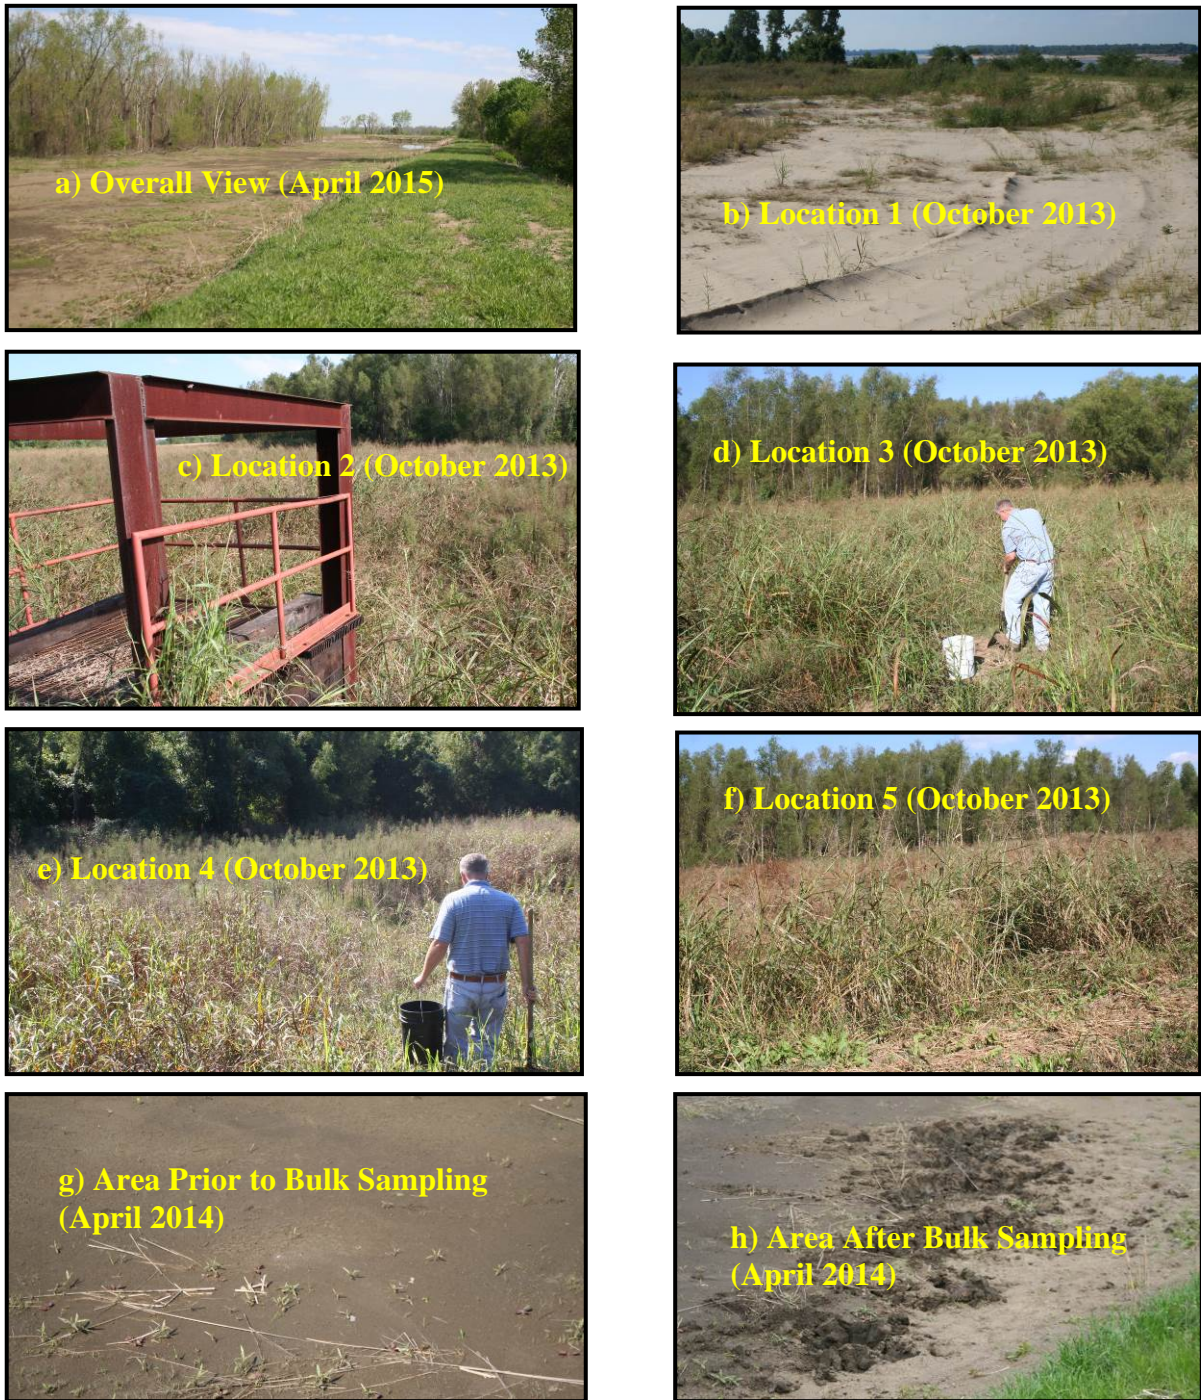 a) Overall View (April 2015)
b) Location 1 (October 2013)
c) Location 2 (October 2013)
d) Location 3 (October 2013)
e) Location 4 (October 2013)
f) Location 5 (October 2013)
g) Area Prior to Bulk Sampling
(April 2014)
h) Area After Bulk Sampling
(April 2014)